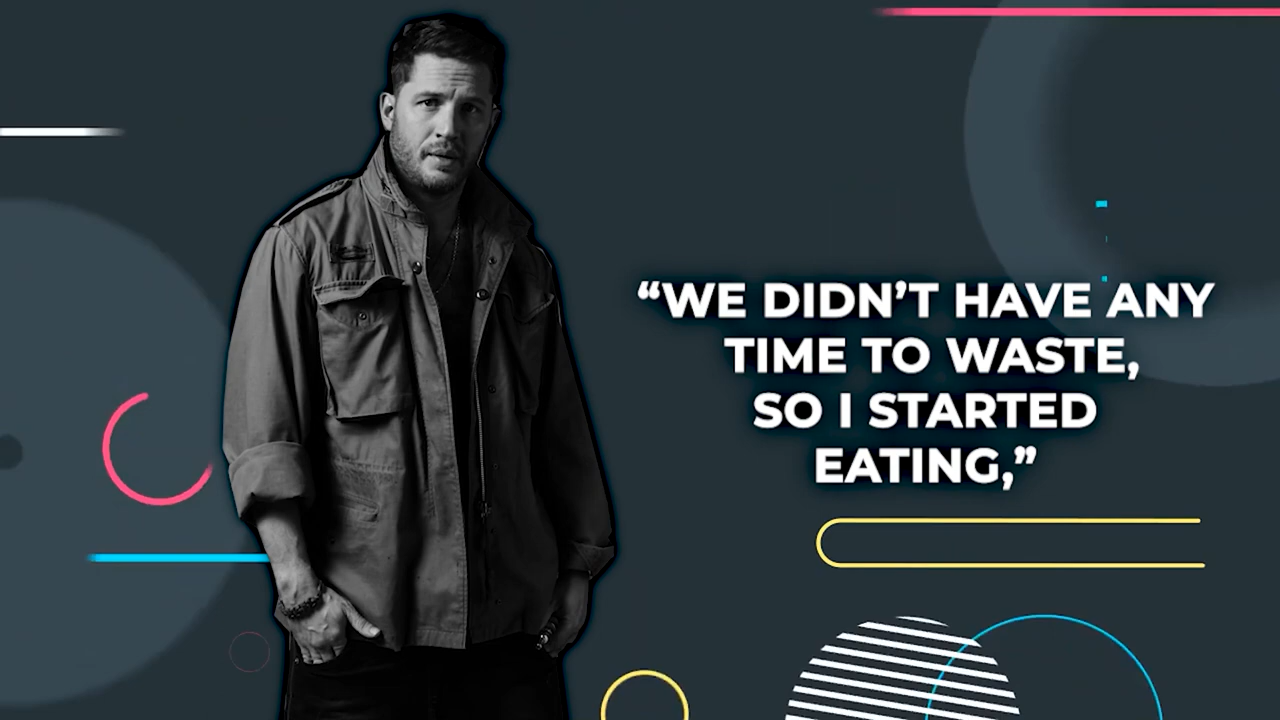 “WE DIDN’T HAVE ANY
TIME TO WASTE,
SO I STARTED
EATING,”